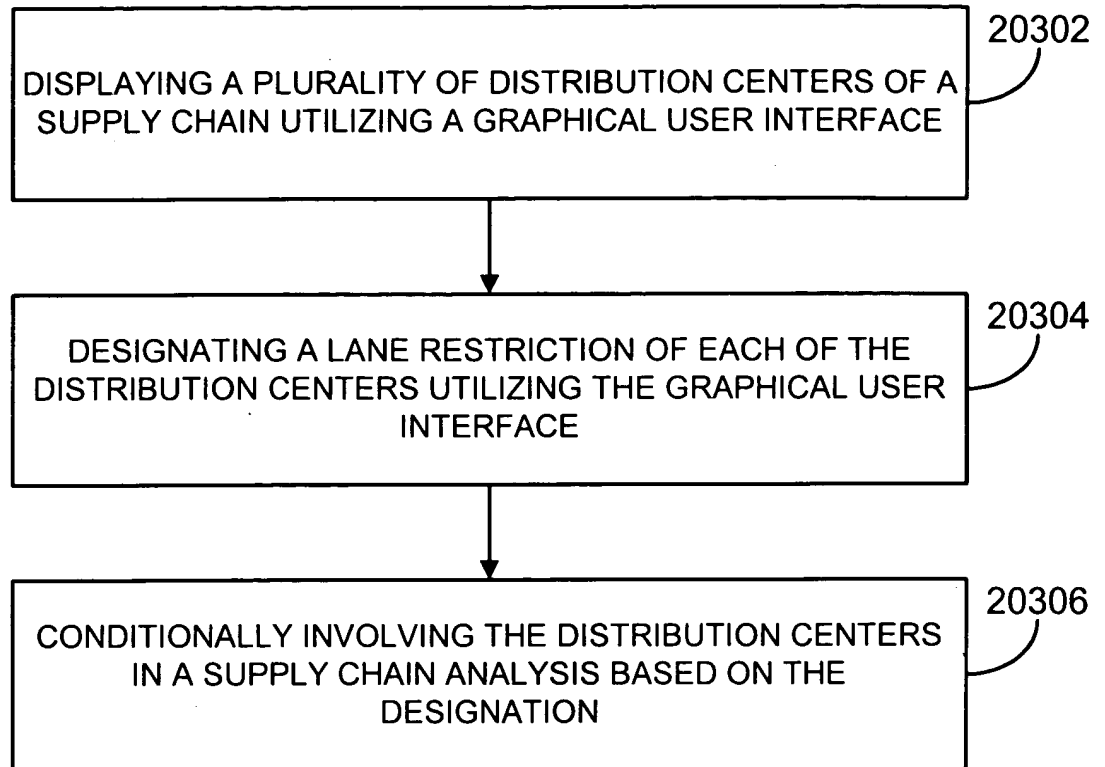 20302
DISPLAYING A PLURALITY OF DISTRIBUTION CENTERS OF A
SUPPLY CHAIN UTILIZING A GRAPHICAL USER INTERFACE
20304
DESIGNATING A LANE RESTRICTION OF EACH OF THE
DISTRIBUTION CENTERS UTILIZING THE GRAPHICAL USER
INTERFACE
20306
CONDITIONALLY INVOLVING THE DISTRIBUTION CENTERS
IN A SUPPLY CHAIN ANALYSIS BASED ON THE
DESIGNATION